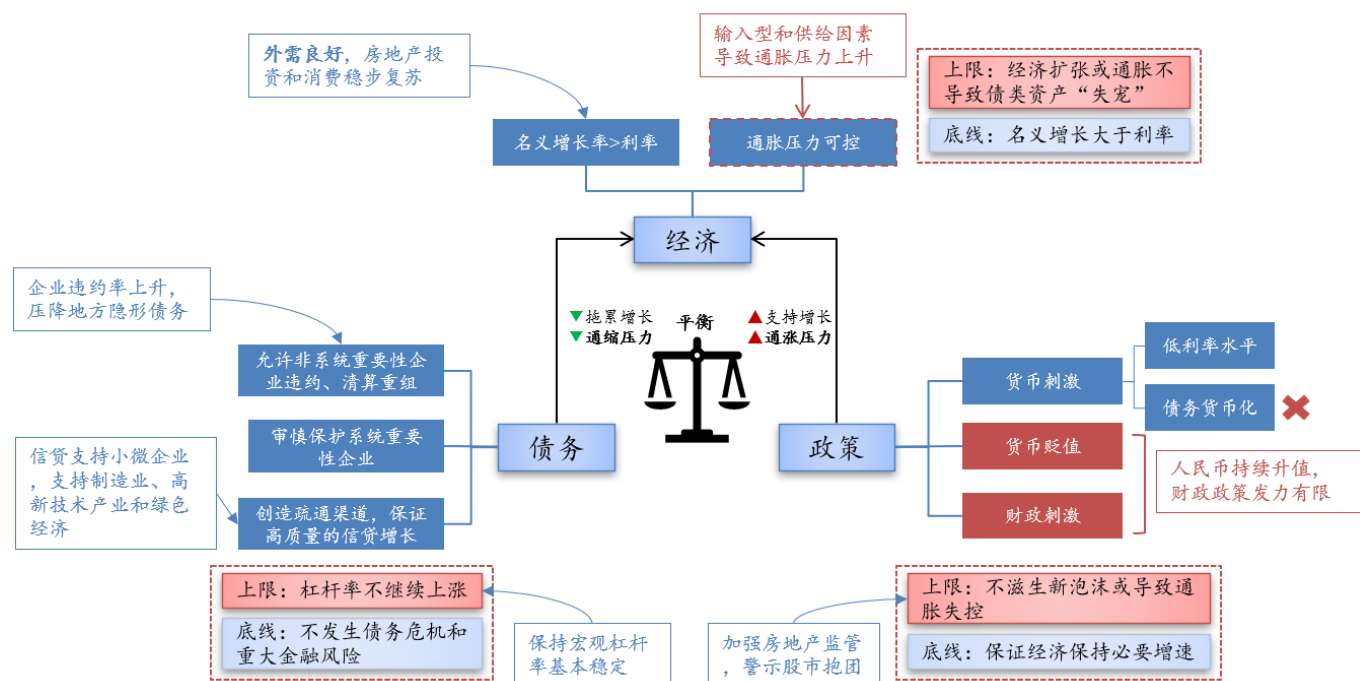 外需良好，房地产投
资和消费稳步复苏
输入型和供给因素
导致通胀压力上升
上限：经济扩张或通胀不
导致债类资产“失宠”
底线：名义增长大于利率
名义增长率>利率
通胀压力可控
经济
企业违约率上升，
压降地方隐形债务
▼拖累增长
▼通缩压力
平衡
▲支持增长
▲通涨压力
允许非系统重要性企
业违约、清算重组
审慎保护系统重要
性企业
创造疏通渠道，保证
高质量的信贷增长
信贷支持小微企业
，支持制造业、高
新技术产业和绿色
经济
债务
政策
货币刺激
低利率水平
债务货币化
货币贬值
财政刺激
人民币持续升值，
财政政策发力有限
上限：杠杆率不继续上涨
底线：不发生债务危机和
重大金融风险
保持宏观杠杆
率基本稳定
加强房地产监管
，警示股市抱团
上限：不滋生新泡沫或导致通
胀失控
底线：保证经济保持必要增速